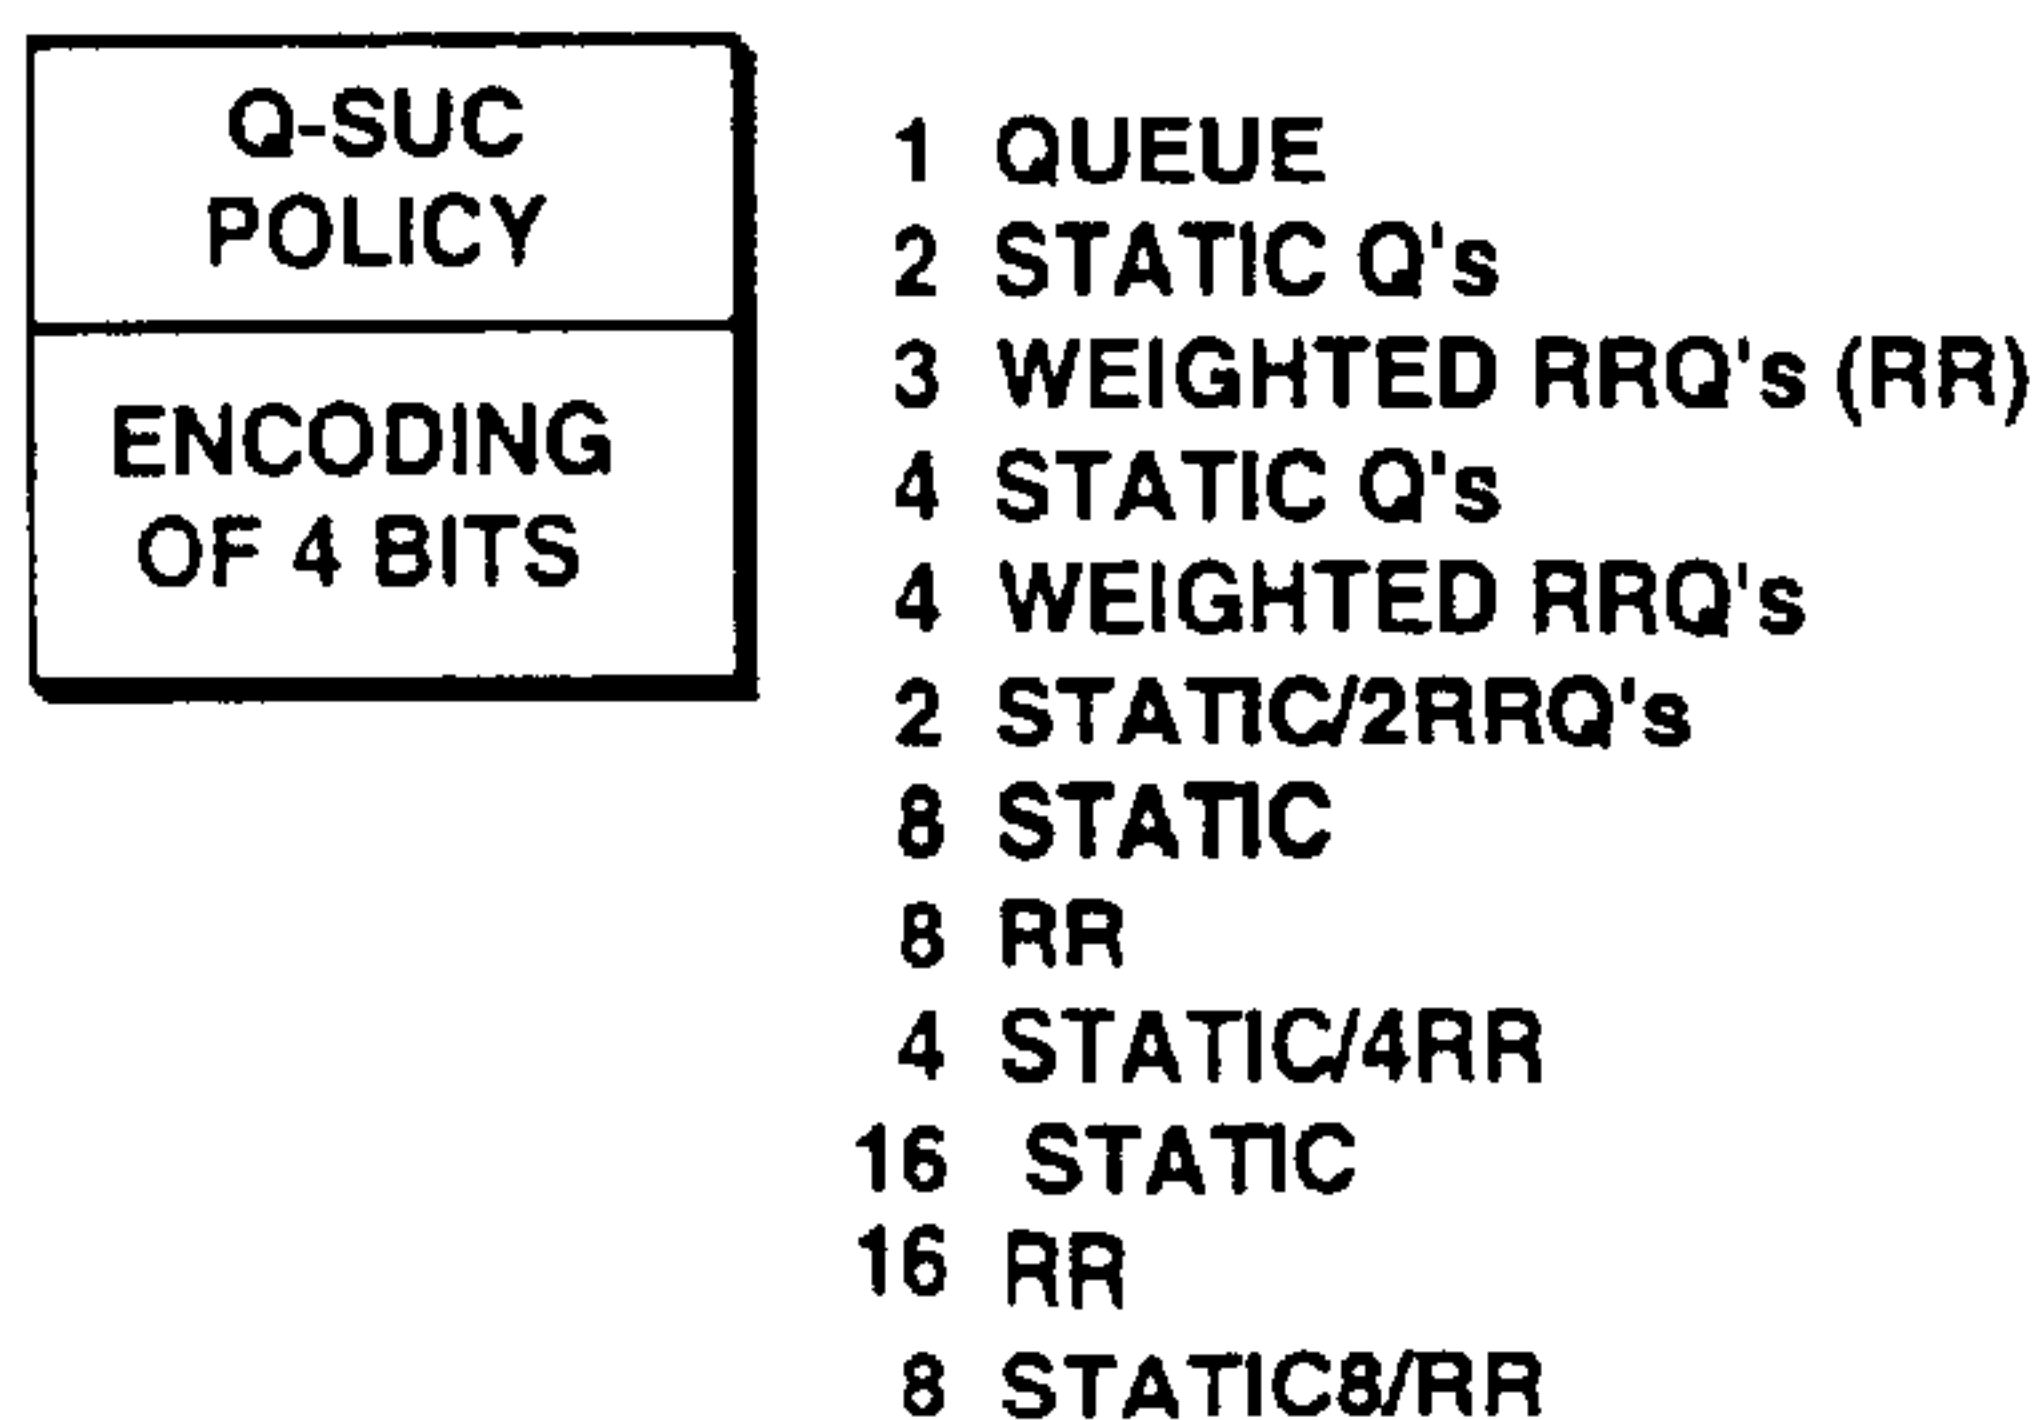 Q-SUC
POLICY
ENCODING
OF 4 BITS
1 QUEUE
2 STATIC Q's
3 WEIGHTED RRQ's (RR)
4 STATIC Q's
4 WEIGHTED RRQ's
2 STATIC/2RRQ's
8 STATIC
8 RR
4 STATIC/4RR
16 STATIC
16 RR
8 STATIC8/RR